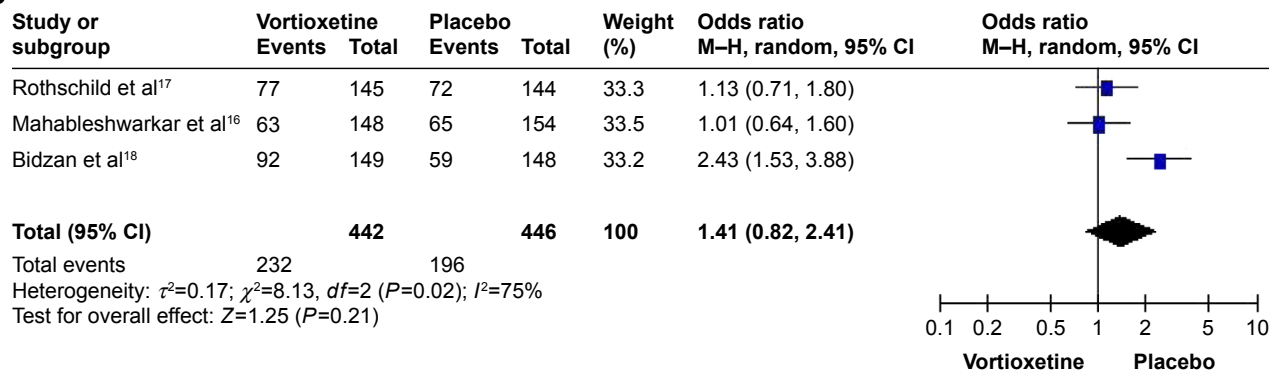 Study or subgroup Vortioxetine Placebo Weight (%) Odds ratio M–H, random, 95% CI Odds ratio M–H, random, 95% CI
Events Total Events Total
Rothschild et al¹⁷ 77 145 72 144 33.3 1.13 (0.71, 1.80)
Mahableshwarkar et al¹⁶ 63 148 65 154 33.5 1.01 (0.64, 1.60)
Bidzan et al¹⁸ 92 149 59 148 33.2 2.43 (1.53, 3.88)
Total (95% CI) 442 446 100 1.41 (0.82, 2.41)
Total events 232 196
Heterogeneity: τ²=0.17; χ²=8.13, df=2 (P=0.02); I²=75%
Test for overall effect: Z=1.25 (P=0.21)
0.1 0.2 0.5 1 2 5 10
Vortioxetine Placebo